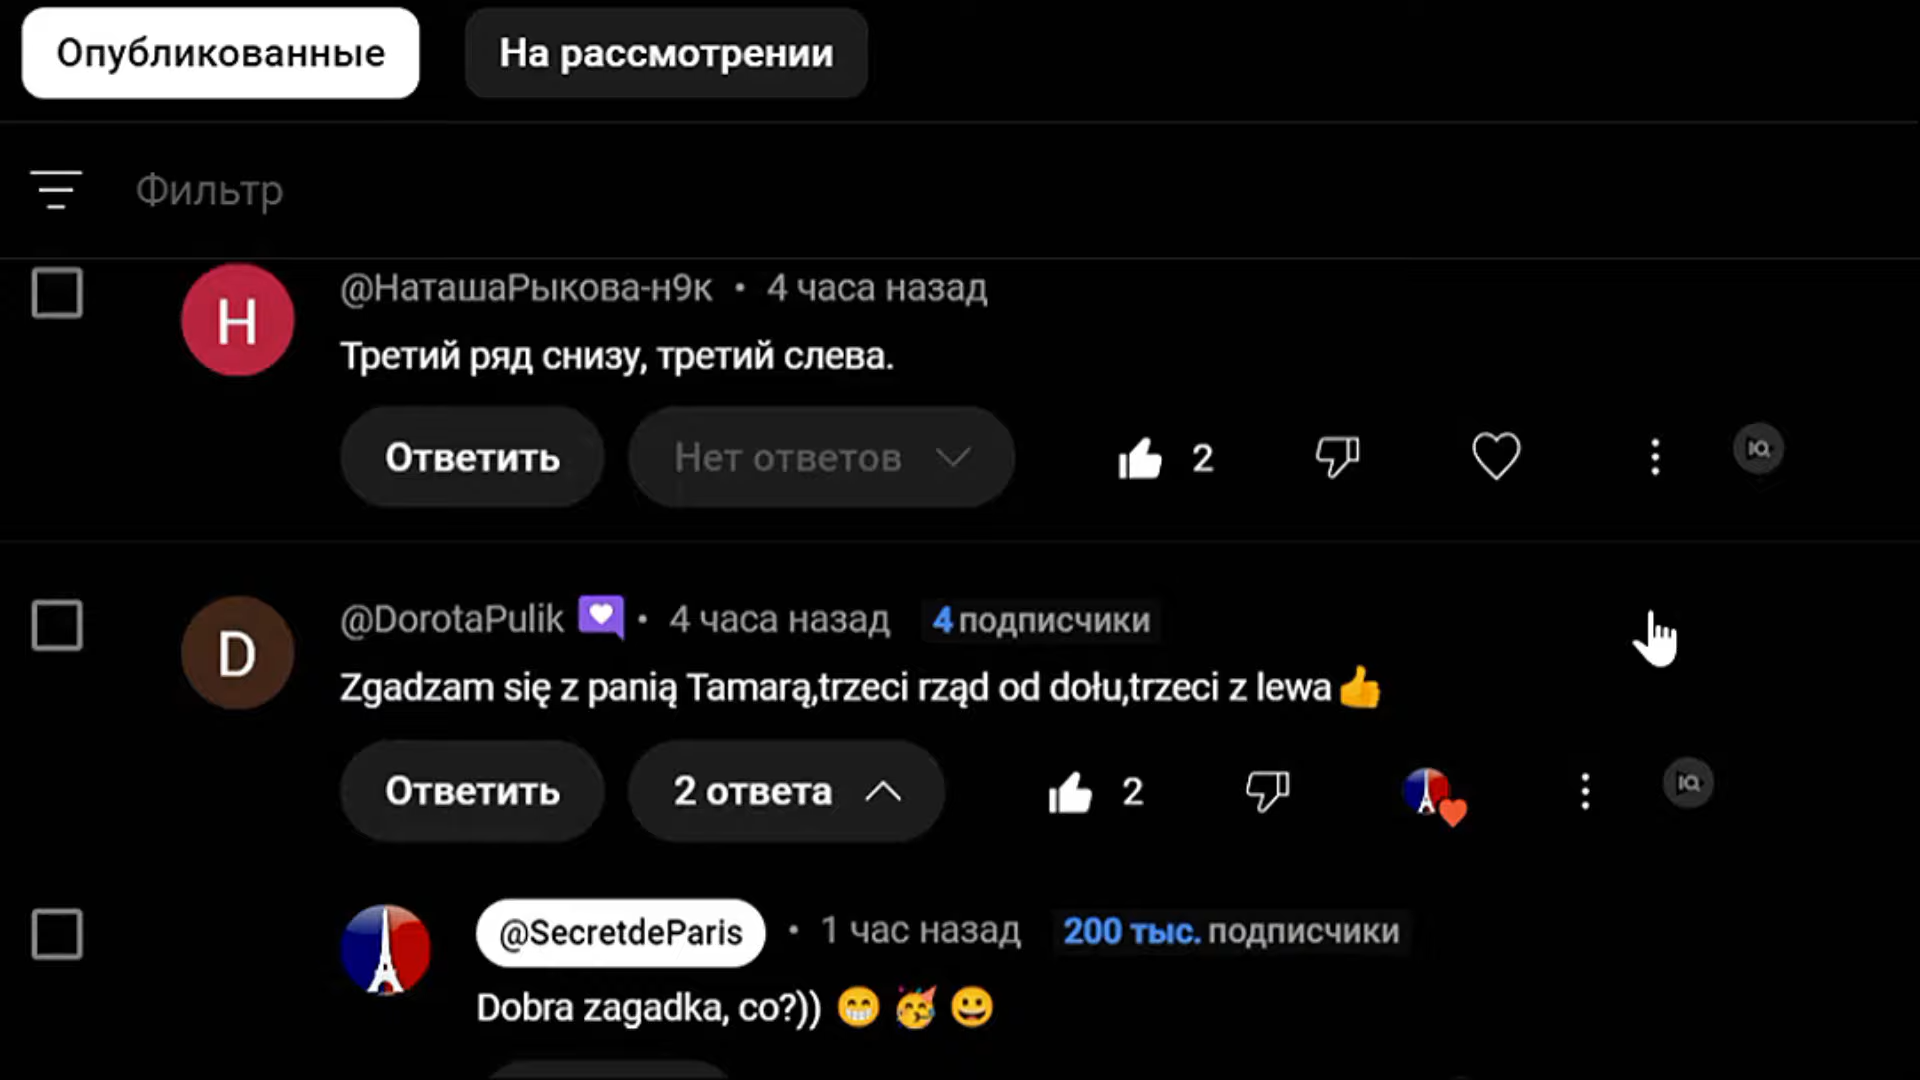 Опубликованные
На рассмотрении
Фильтр
Н
@НаташаРыкова-н9к • 4 часа назад
Третий ряд снизу, третий слева.
Ответить
Нет ответов
2
IQ
D
@DorotaPulik • 4 часа назад 4 подписчики
Zgadzam się z panią Tamarą,trzeci rząd od dołu,trzeci z lewa👍
Ответить
2 ответа
2
IQ
@SecretdeParis • 1 час назад 200 тыс. подписчики
Dobra zagadka, co?)) 😁 🥳 😀